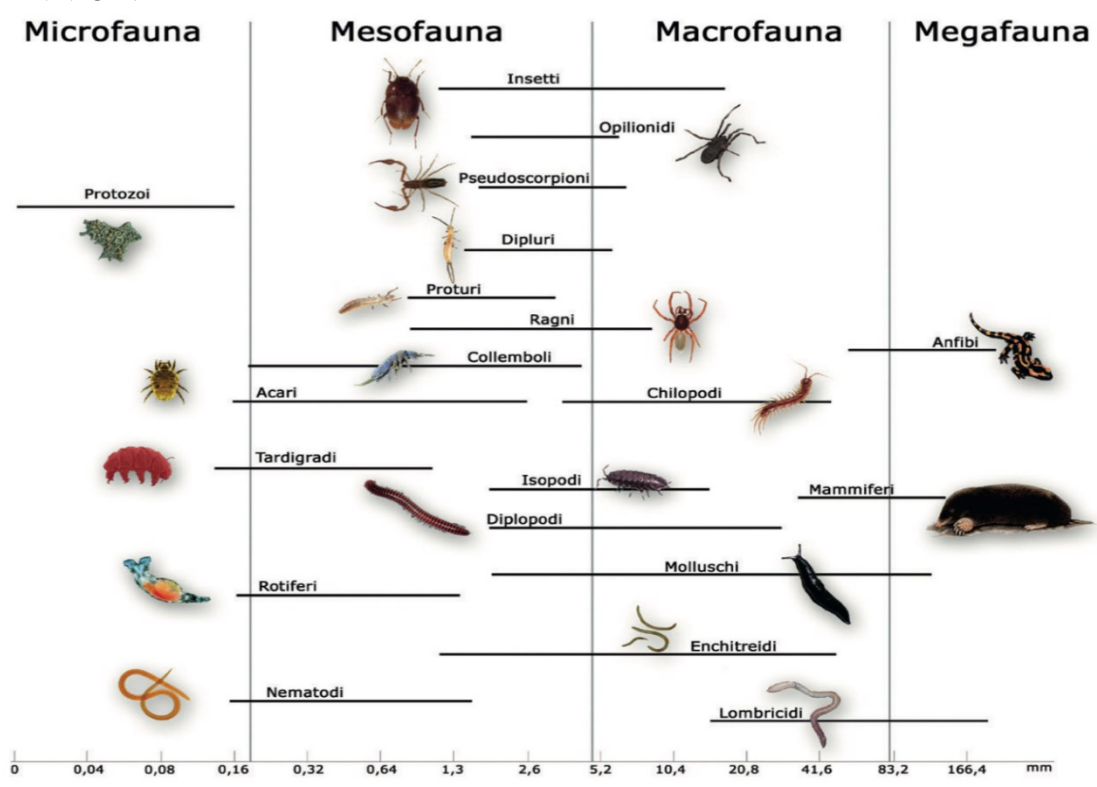 Microfauna Mesofauna Macrofauna Megafauna
Insetti
Opilionidi
Pseudoscorpioni
Protozoi
Dipluri
Proturi
Ragni
Anfibi
Collemboli
Acari
Chilopodi
Tardigradi
Isopodi
Mammiferi
Diplopodi
Molluschi
Rotiferi
Enchitreidi
Nematodi
Lombricidi
0 0,04 0,08 0,16 0,32 0,64 1,3 2,6 5,2 10,4 20,8 41,6 83,2 166,4 mm